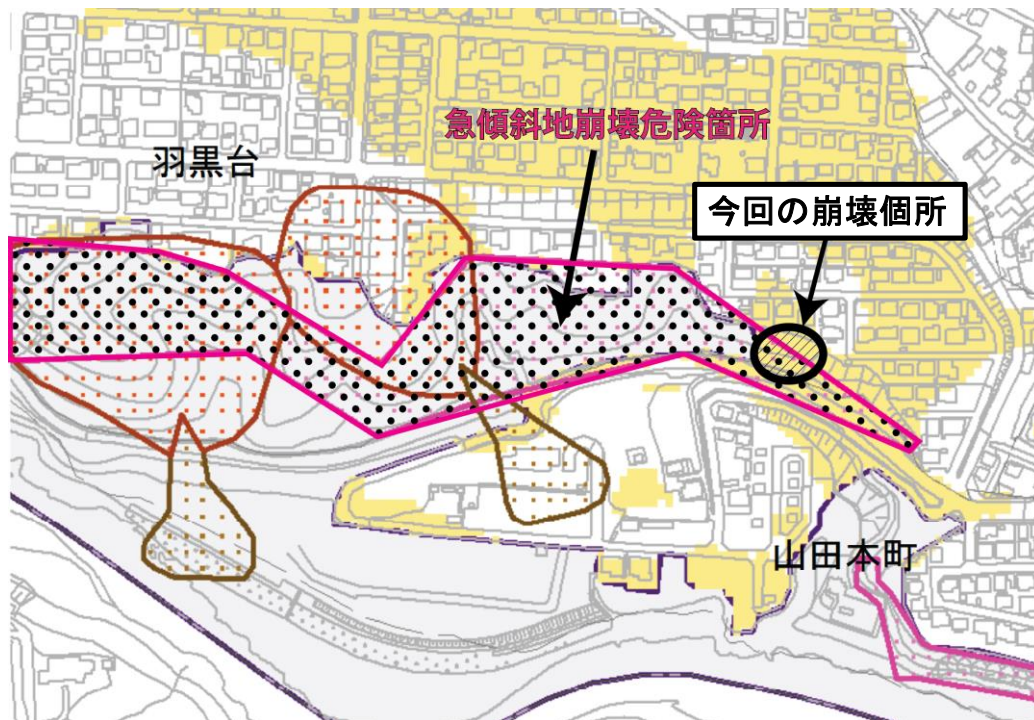 急傾斜地崩壊危険箇所
羽黒台
今回の崩壊個所
山田本町